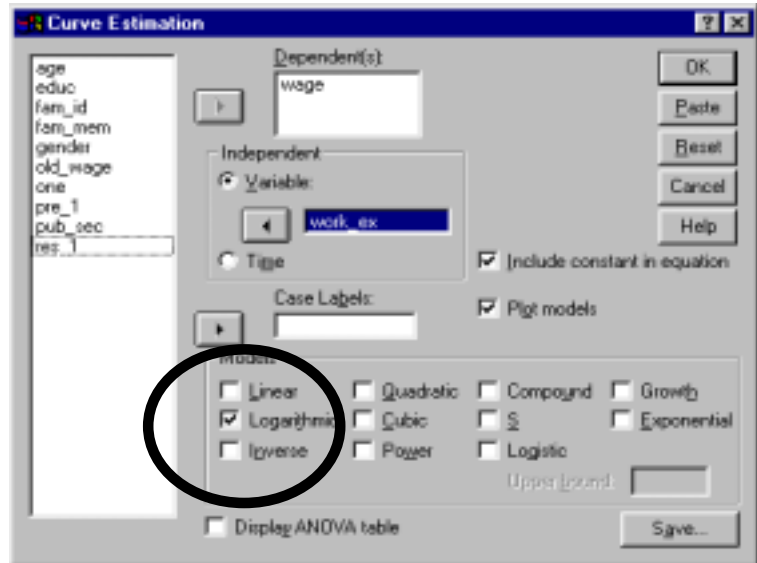 Curve Estimation
age
educ
fam_id
fam_mem
gender
old_wage
one
pre_1
pub_sec
res_1
Dependent(s):
wage
Independent
Variable:
work_ex
Time
Case Labels:
OK
Paste
Reset
Cancel
Help
Include constant in equation
Plot models
Models
Linear Quadratic Compound Growth
Logarithmic Cubic S Exponential
Inverse Power Logistic
Upper bound:
Display ANOVA table
Save...